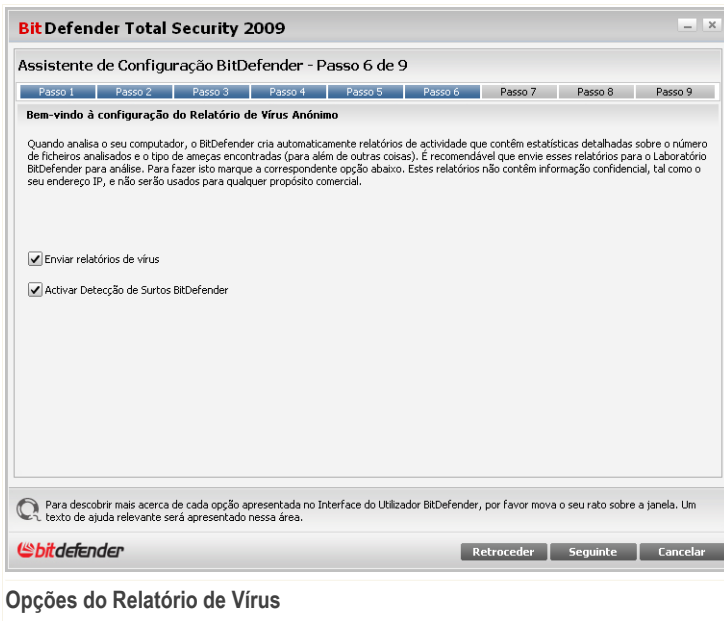 BitDefender Total Security 2009
Assistente de Configuração BitDefender - Passo 6 de 9
Passo 1 Passo 2 Passo 3 Passo 4 Passo 5 Passo 6 Passo 7 Passo 8 Passo 9
Bem-vindo à configuração do Relatório de Vírus Anónimo
Quando analisa o seu computador, o BitDefender cria automaticamente relatórios de actividade que contêm estatísticas detalhadas sobre o número
de ficheiros analisados e o tipo de ameças encontradas (para além de outras coisas). É recomendável que envie esses relatórios para o Laboratório
BitDefender para análise. Para fazer isto marque a correspondente opção abaixo. Estes relatórios não contêm informação confidencial, tal como o
seu endereço IP, e não serão usados para qualquer propósito comercial.
Enviar relatórios de vírus
Activar Detecção de Surtos BitDefender
Para descobrir mais acerca de cada opção apresentada no Interface do Utilizador BitDefender, por favor mova o seu rato sobre a janela. Um
texto de ajuda relevante será apresentado nessa área.
bitdefender
Retroceder Seguinte Cancelar
Opções do Relatório de Vírus